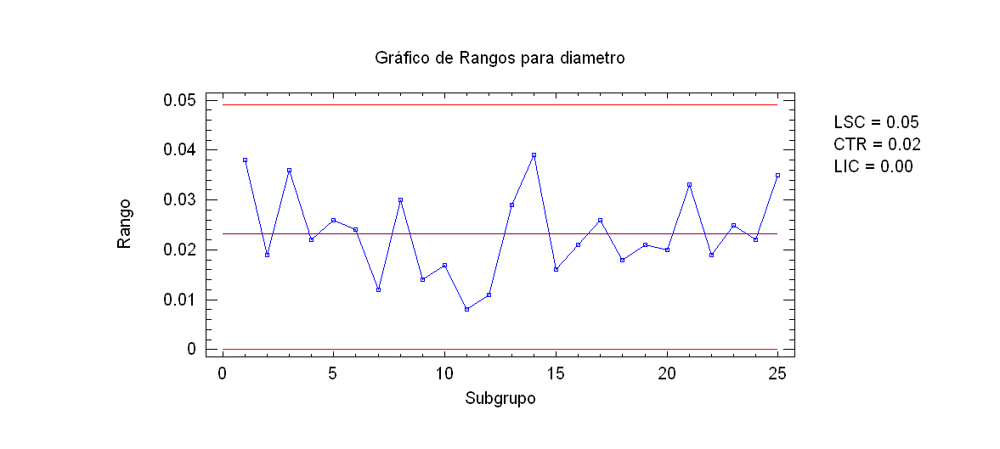 Gráfico de Rangos para diametro
LSC = 0.05
CTR = 0.02
LIC = 0.00
Rango
0.05
0.04
0.03
0.02
0.01
0
0 5 10 15 20 25
Subgrupo